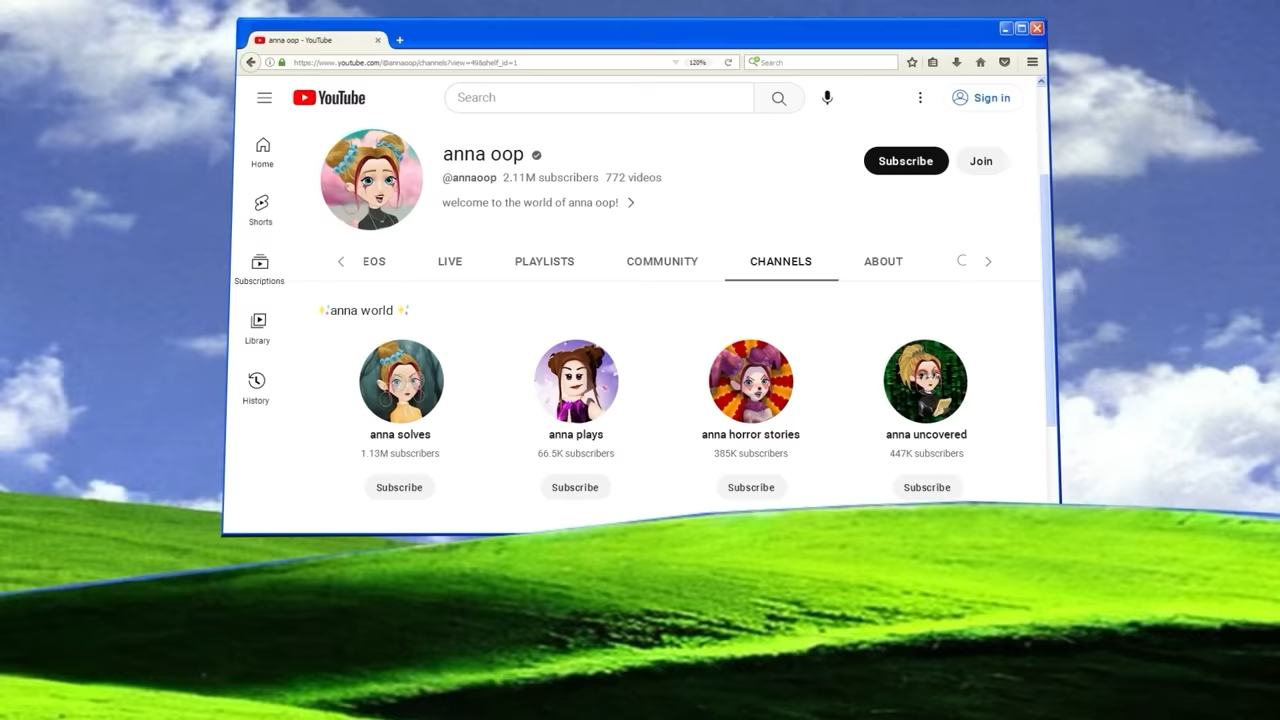 anna oop - YouTube
https://www.youtube.com/@annaoop/channels?view=49&shelf_id=1
120%
Search
YouTube
Search
Sign in
Home
Shorts
Subscriptions
Library
History
anna oop
@annaoop 2.11M subscribers 772 videos
welcome to the world of anna oop!
Subscribe
Join
EOS
LIVE
PLAYLISTS
COMMUNITY
CHANNELS
ABOUT
✨anna world ✨
anna solves
1.13M subscribers
Subscribe
anna plays
66.5K subscribers
Subscribe
anna horror stories
385K subscribers
Subscribe
anna uncovered
447K subscribers
Subscribe